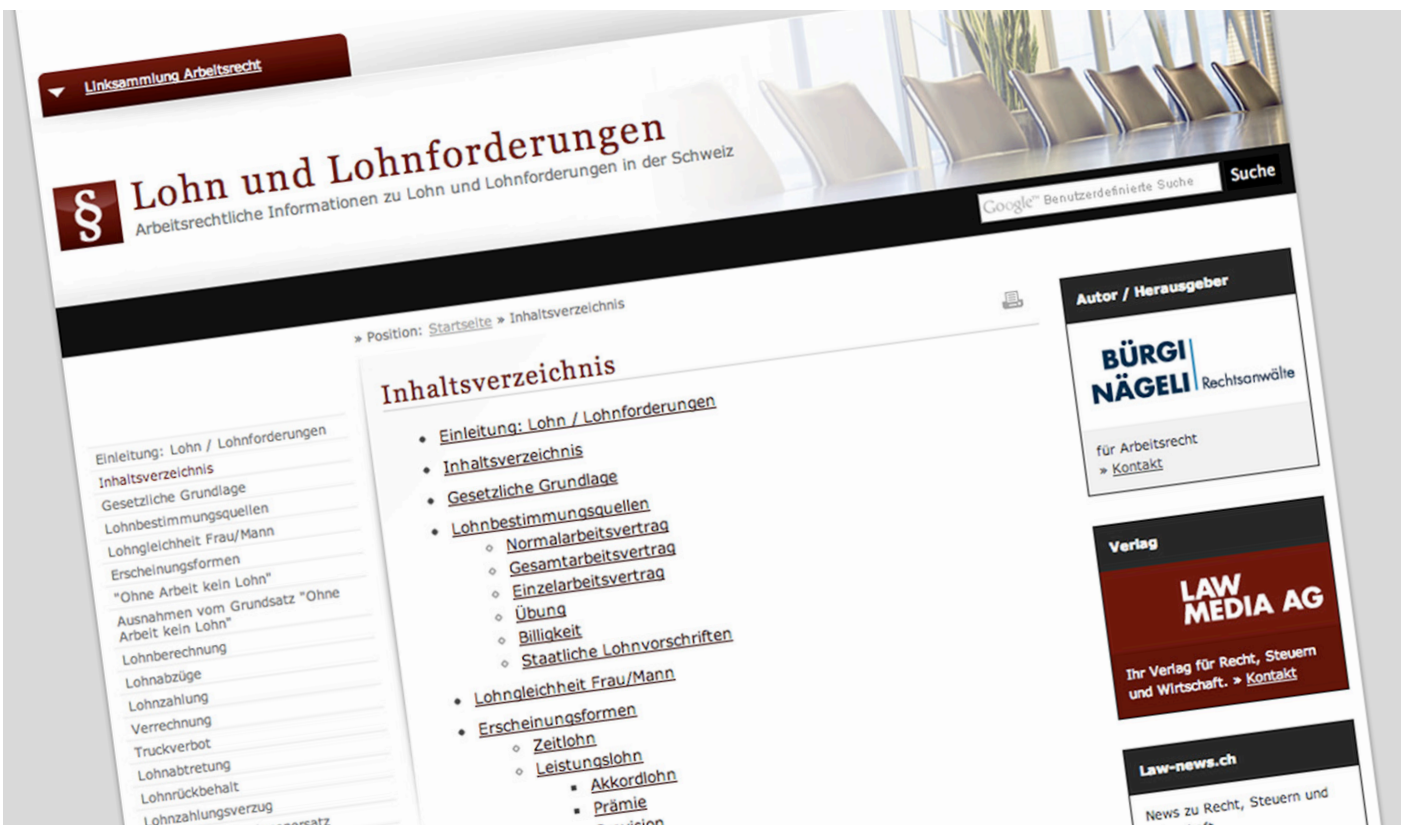 Linksammlung Arbeitsrecht
§
Lohn und Lohnforderungen
Arbeitsrechtliche Informationen zu Lohn und Lohnforderungen in der Schweiz
Google™ Benutzerdefinierte Suche
Suche
» Position: Startseite » Inhaltsverzeichnis
Einleitung: Lohn / Lohnforderungen
Inhaltsverzeichnis
Gesetzliche Grundlage
Lohnbestimmungsquellen
Lohngleichheit Frau/Mann
Erscheinungsformen
"Ohne Arbeit kein Lohn"
Ausnahmen vom Grundsatz "Ohne
Arbeit kein Lohn"
Lohnberechnung
Lohnabzüge
Lohnzahlung
Verrechnung
Truckverbot
Lohnabtretung
Lohnrückbehalt
Lohnzahlungsverzug
Inhaltsverzeichnis
Einleitung: Lohn / Lohnforderungen
Inhaltsverzeichnis
Gesetzliche Grundlage
Lohnbestimmungsquellen
Normalarbeitsvertrag
Gesamtarbeitsvertrag
Einzelarbeitsvertrag
Übung
Billigkeit
Staatliche Lohnvorschriften
Lohngleichheit Frau/Mann
Erscheinungsformen
Zeitlohn
Leistungslohn
Akkordlohn
Prämie
Autor / Herausgeber
BÜRGI
NÄGELI Rechtsanwälte
für Arbeitsrecht
» Kontakt
Verlag
LAW
MEDIA AG
Ihr Verlag für Recht, Steuern
und Wirtschaft. » Kontakt
Law-news.ch
News zu Recht, Steuern und